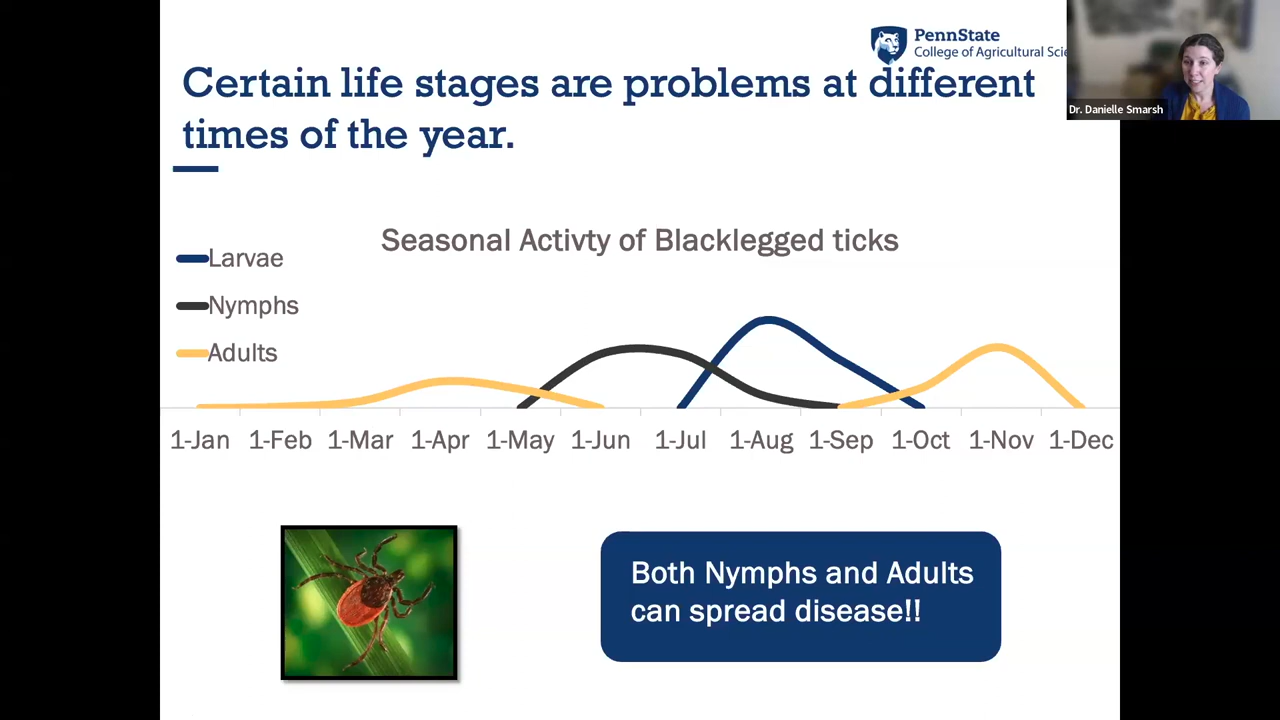 PennState
College of Agricultural Scie
Certain life stages are problems at different
times of the year.
Dr. Danielle Smarsh
Seasonal Activty of Blacklegged ticks
Larvae
Nymphs
Adults
1-Jan 1-Feb 1-Mar 1-Apr 1-May 1-Jun 1-Jul 1-Aug 1-Sep 1-Oct 1-Nov 1-Dec
Both Nymphs and Adults
can spread disease!!